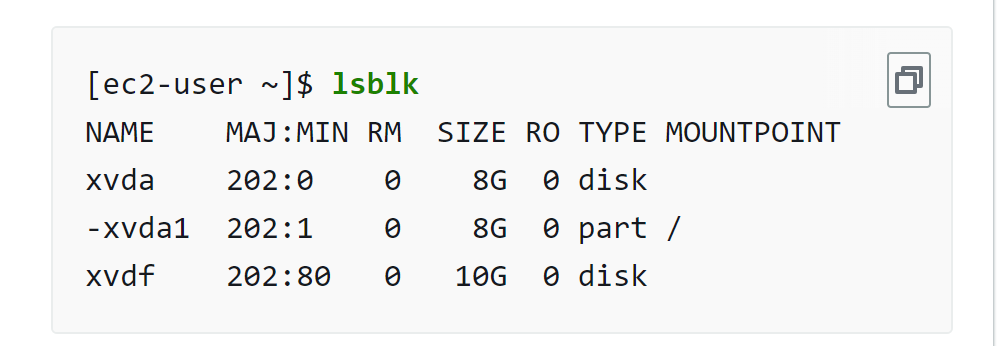 [ec2-user ~]$ lsblk
NAME    MAJ:MIN RM  SIZE RO TYPE MOUNTPOINT
xvda    202:0    0    8G  0 disk
-xvda1  202:1    0    8G  0 part /
xvdf    202:80   0   10G  0 disk